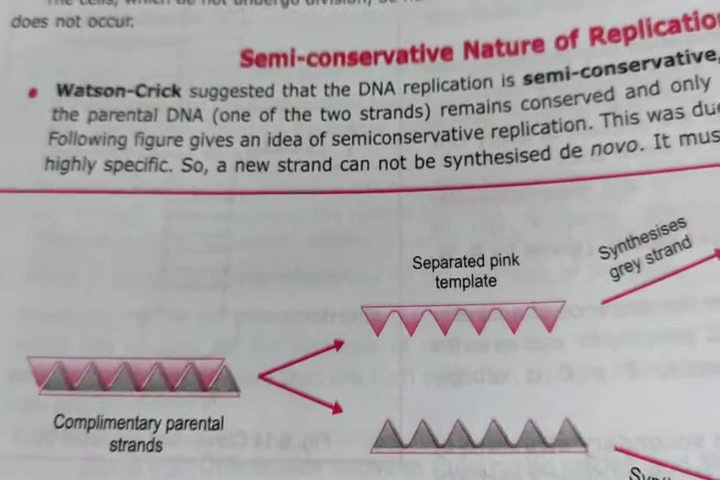 does not occur.
Semi-conservative Nature of Replicatio
• Watson-Crick suggested that the DNA replication is semi-conservative,
the parental DNA (one of the two strands) remains conserved and only
Following figure gives an idea of semiconservative replication. This was due
highly specific. So, a new strand can not be synthesised de novo. It mus
Synthesises
grey strand
Separated pink
template
Complimentary parental
strands